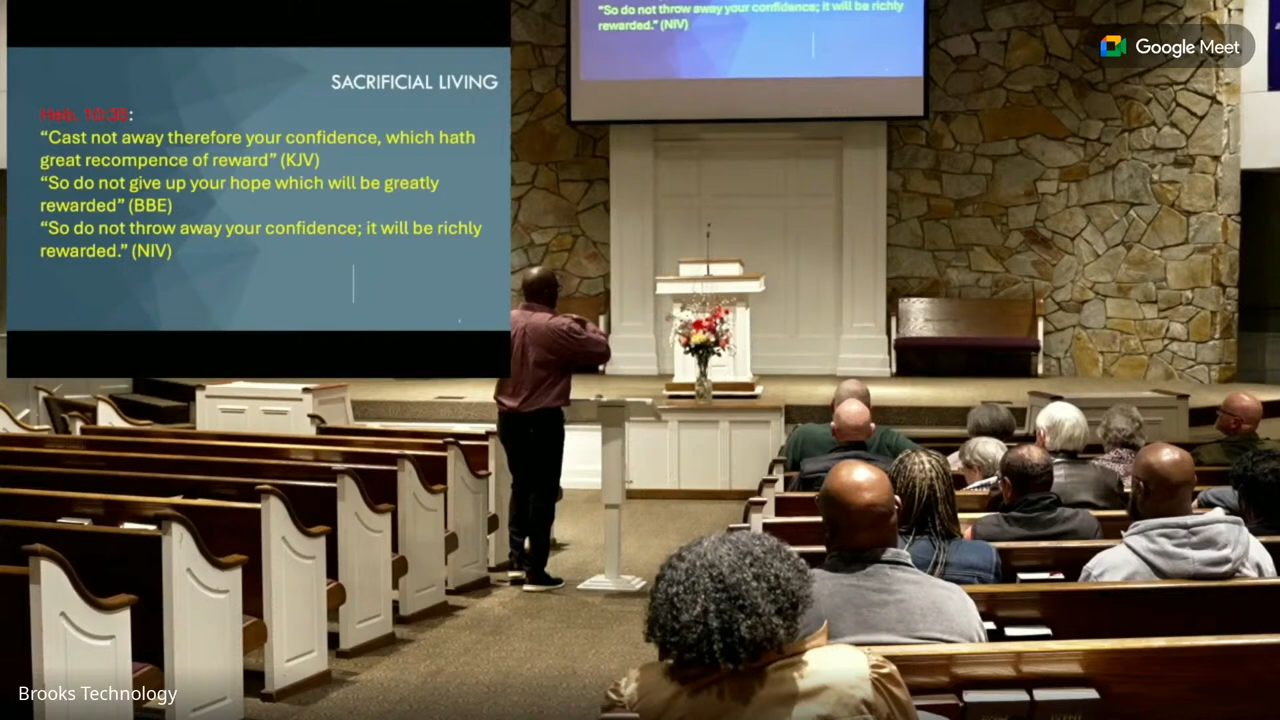 SACRIFICIAL LIVING
Heb. 10:35:
“Cast not away therefore your confidence, which hath
great recompence of reward” (KJV)
“So do not give up your hope which will be greatly
rewarded” (BBE)
“So do not throw away your confidence; it will be richly
rewarded.” (NIV)
“So do not throw away your confidence; it will be richly
rewarded.” (NIV)
Google Meet
Brooks Technology